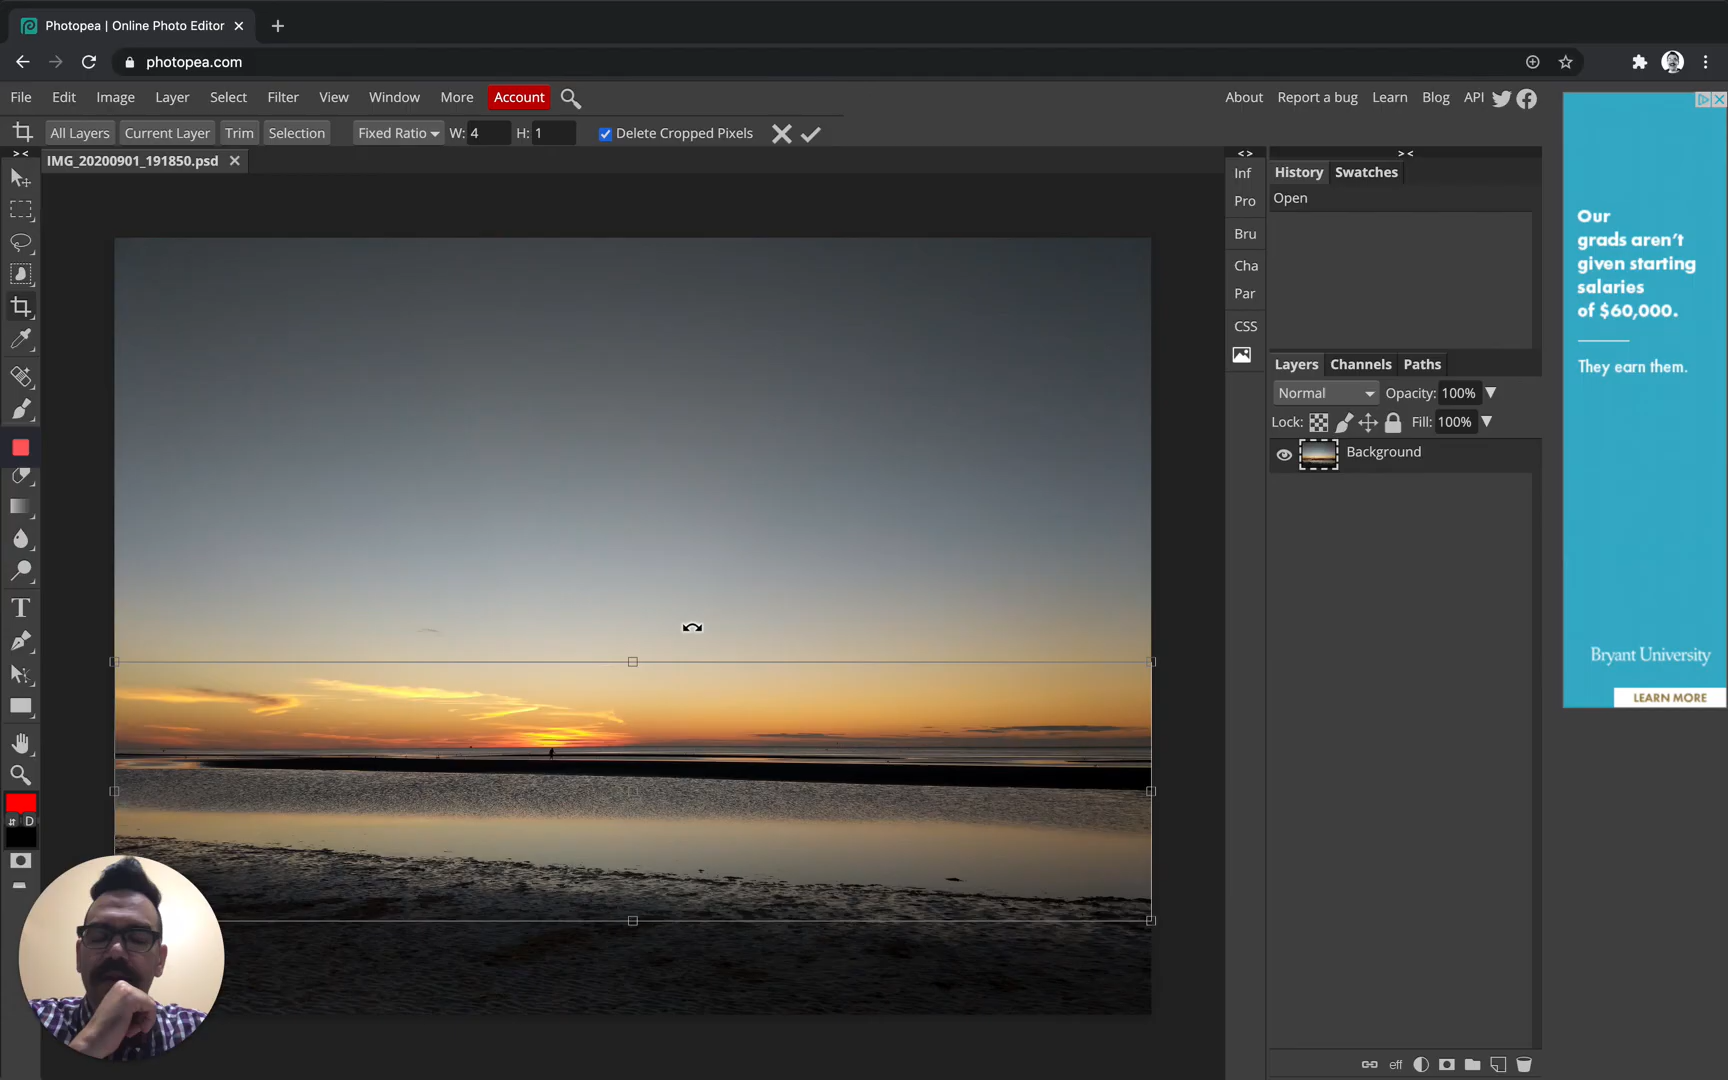 Photopea | Online Photo Editor
photopea.com
File Edit Image Layer Select Filter View Window More Account
About Report a bug Learn Blog API
All Layers Current Layer Trim Selection Fixed Ratio W: 4 H: 1 Delete Cropped Pixels
> <
IMG_20200901_191850.psd
< >
> <
Inf
Pro
Bru
Cha
Par
CSS
History Swatches
Open
Layers Channels Paths
Normal Opacity: 100%
Lock: Fill: 100%
Background
eff
T
D
Our
grads aren't
given starting
salaries
of $60,000.
They earn them.
Bryant University
LEARN MORE